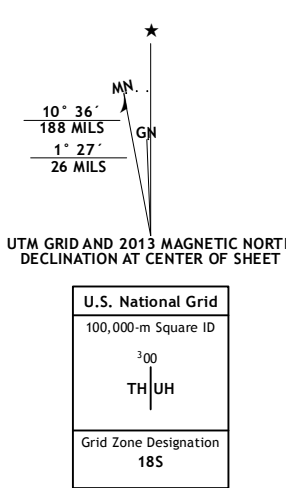 ★
MN
10° 36´
188 MILS
GN
1° 27´
26 MILS
UTM GRID AND 2013 MAGNETIC NORT
DECLINATION AT CENTER OF SHEET
U.S. National Grid
100,000-m Square ID
³00
TH UH
Grid Zone Designation
18S